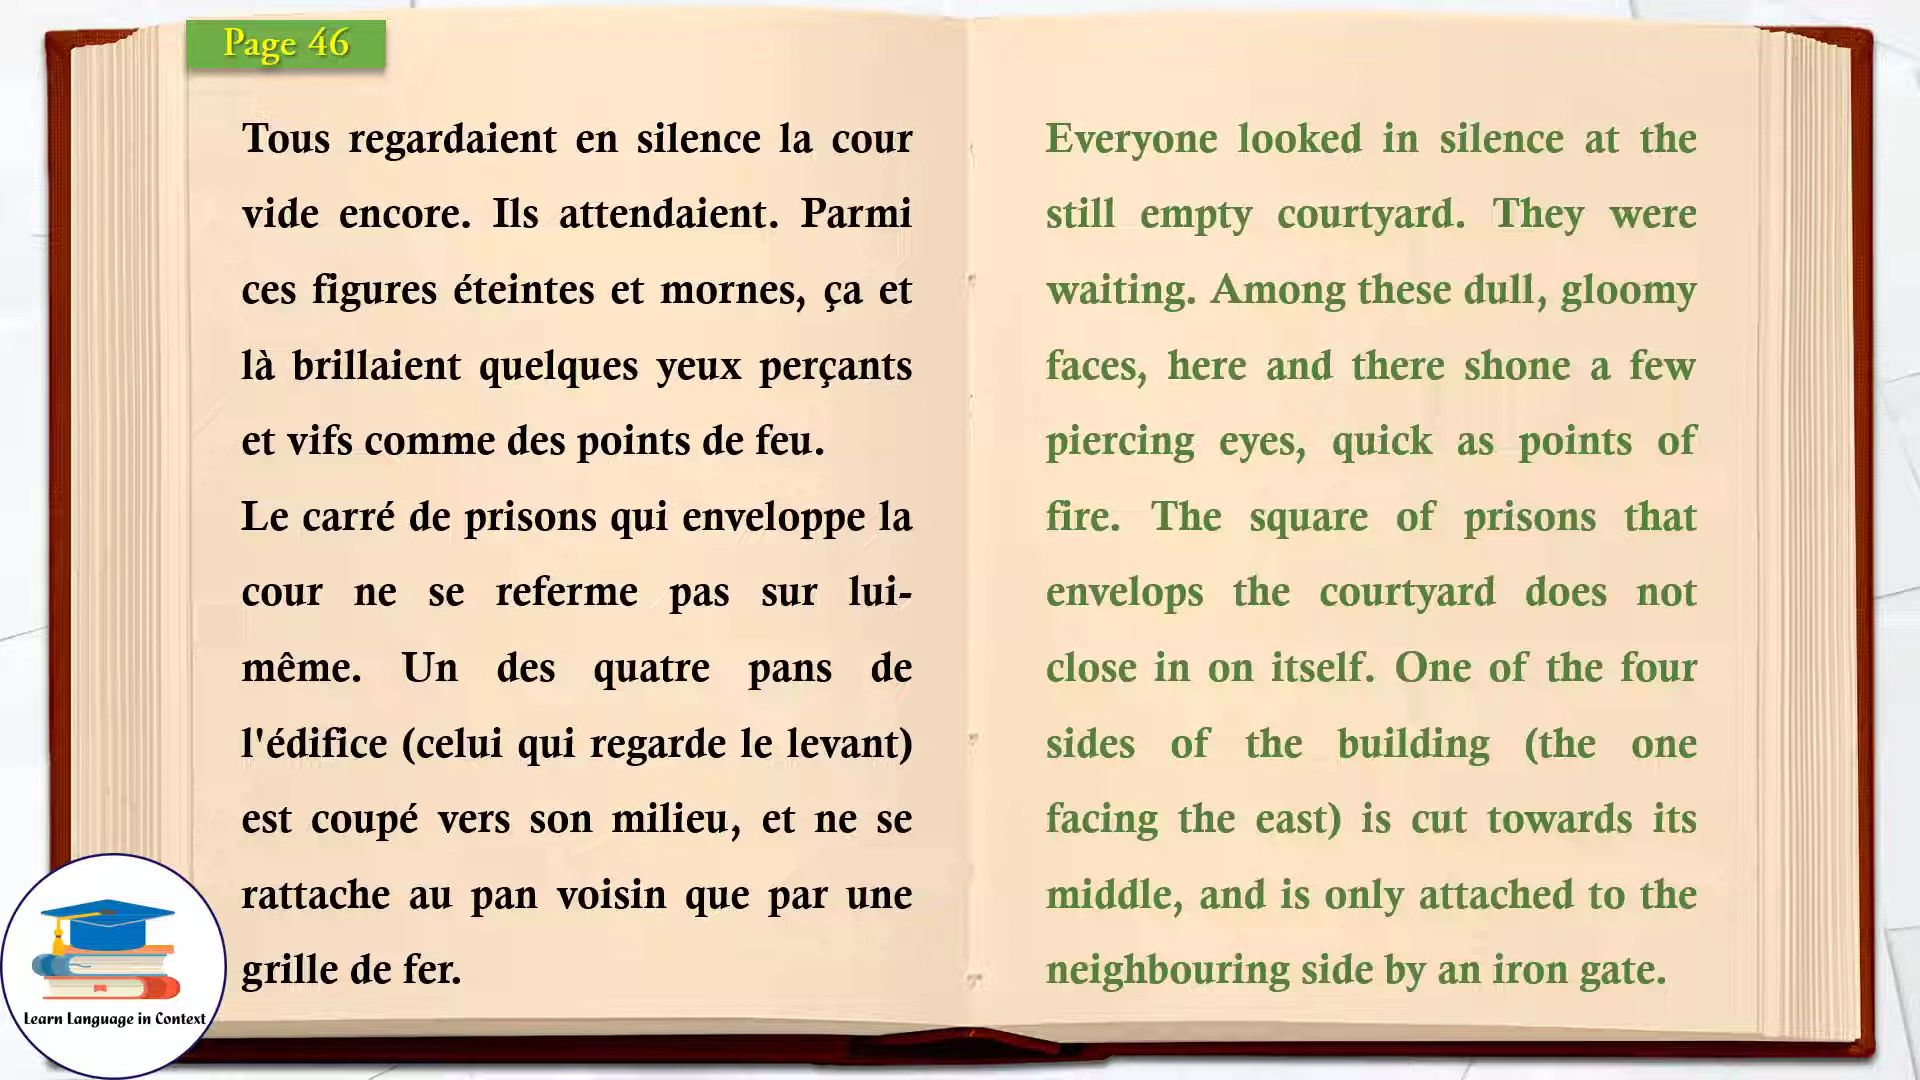 Page 46
Tous regardaient en silence la cour
vide encore. Ils attendaient. Parmi
ces figures éteintes et mornes, ça et
là brillaient quelques yeux perçants
et vifs comme des points de feu.
Le carré de prisons qui enveloppe la
cour ne se referme pas sur lui-
même. Un des quatre pans de
l'édifice (celui qui regarde le levant)
est coupé vers son milieu, et ne se
rattache au pan voisin que par une
grille de fer.
Everyone looked in silence at the
still empty courtyard. They were
waiting. Among these dull, gloomy
faces, here and there shone a few
piercing eyes, quick as points of
fire. The square of prisons that
envelops the courtyard does not
close in on itself. One of the four
sides of the building (the one
facing the east) is cut towards its
middle, and is only attached to the
neighbouring side by an iron gate.
Learn Language in Context